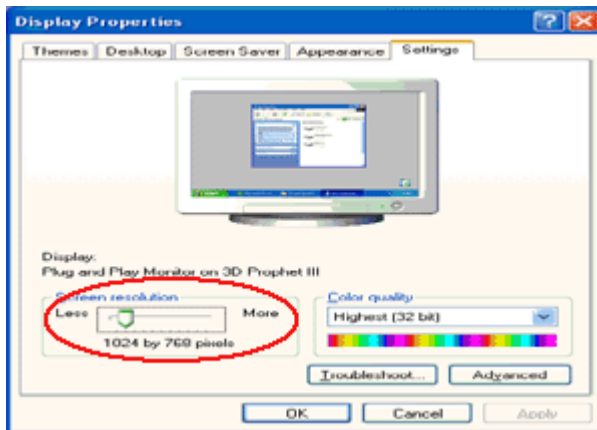 Display Properties
Themes Desktop Screen Saver Appearance Settings
Display:
Plug and Play Monitor on 3D Prophet III
Screen resolution
Less More
1024 by 768 pixels
Color quality
Highest (32 bit)
Troubleshoot... Advanced
OK Cancel Apply